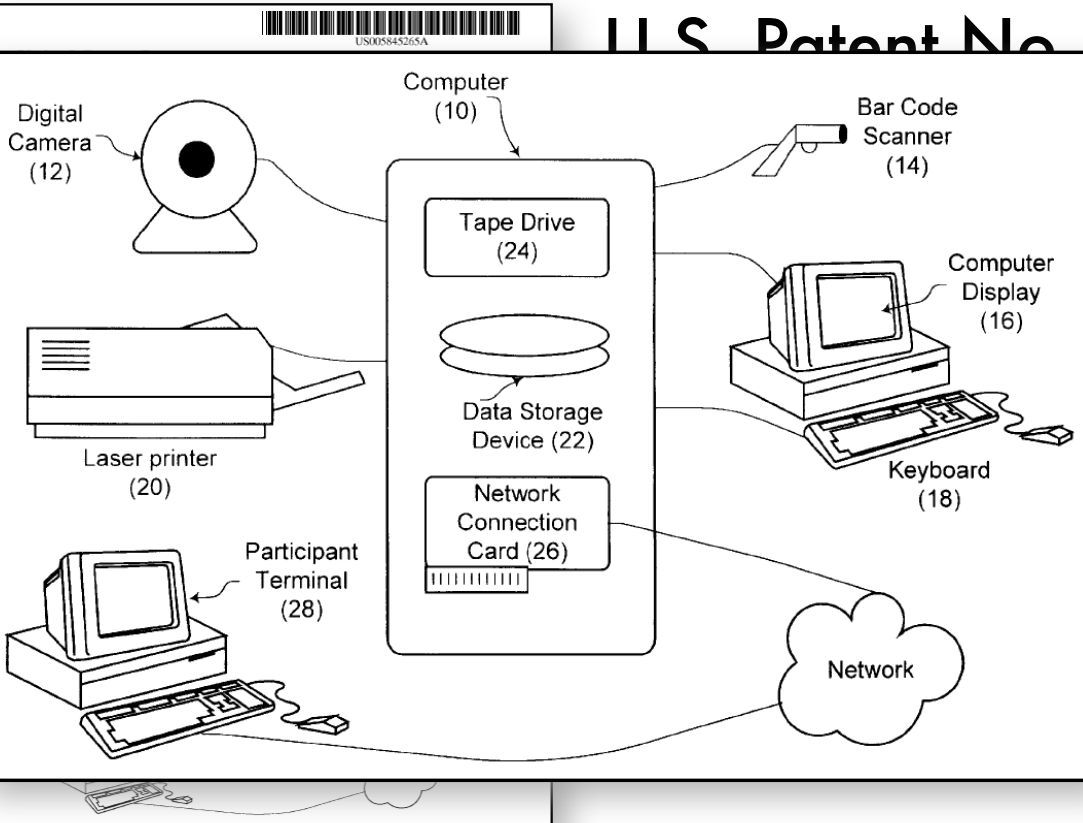 US005845265A
U.S. Patent No.
Computer
(10)
Digital
Camera
(12)
Bar Code
Scanner
(14)
Tape Drive
(24)
Computer
Display
(16)
Data Storage
Device (22)
Laser printer
(20)
Keyboard
(18)
Network
Connection
Card (26)
Participant
Terminal
(28)
Network